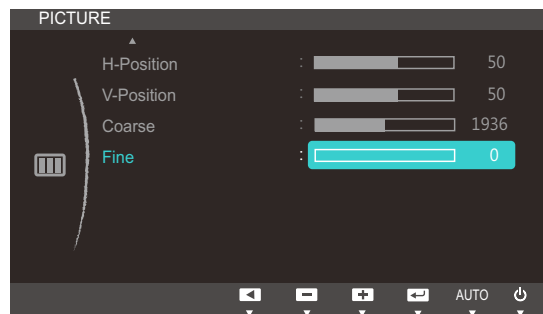 PICTURE
H-Position : 50
V-Position : 50
Coarse : 1936
Fine : 0
AUTO